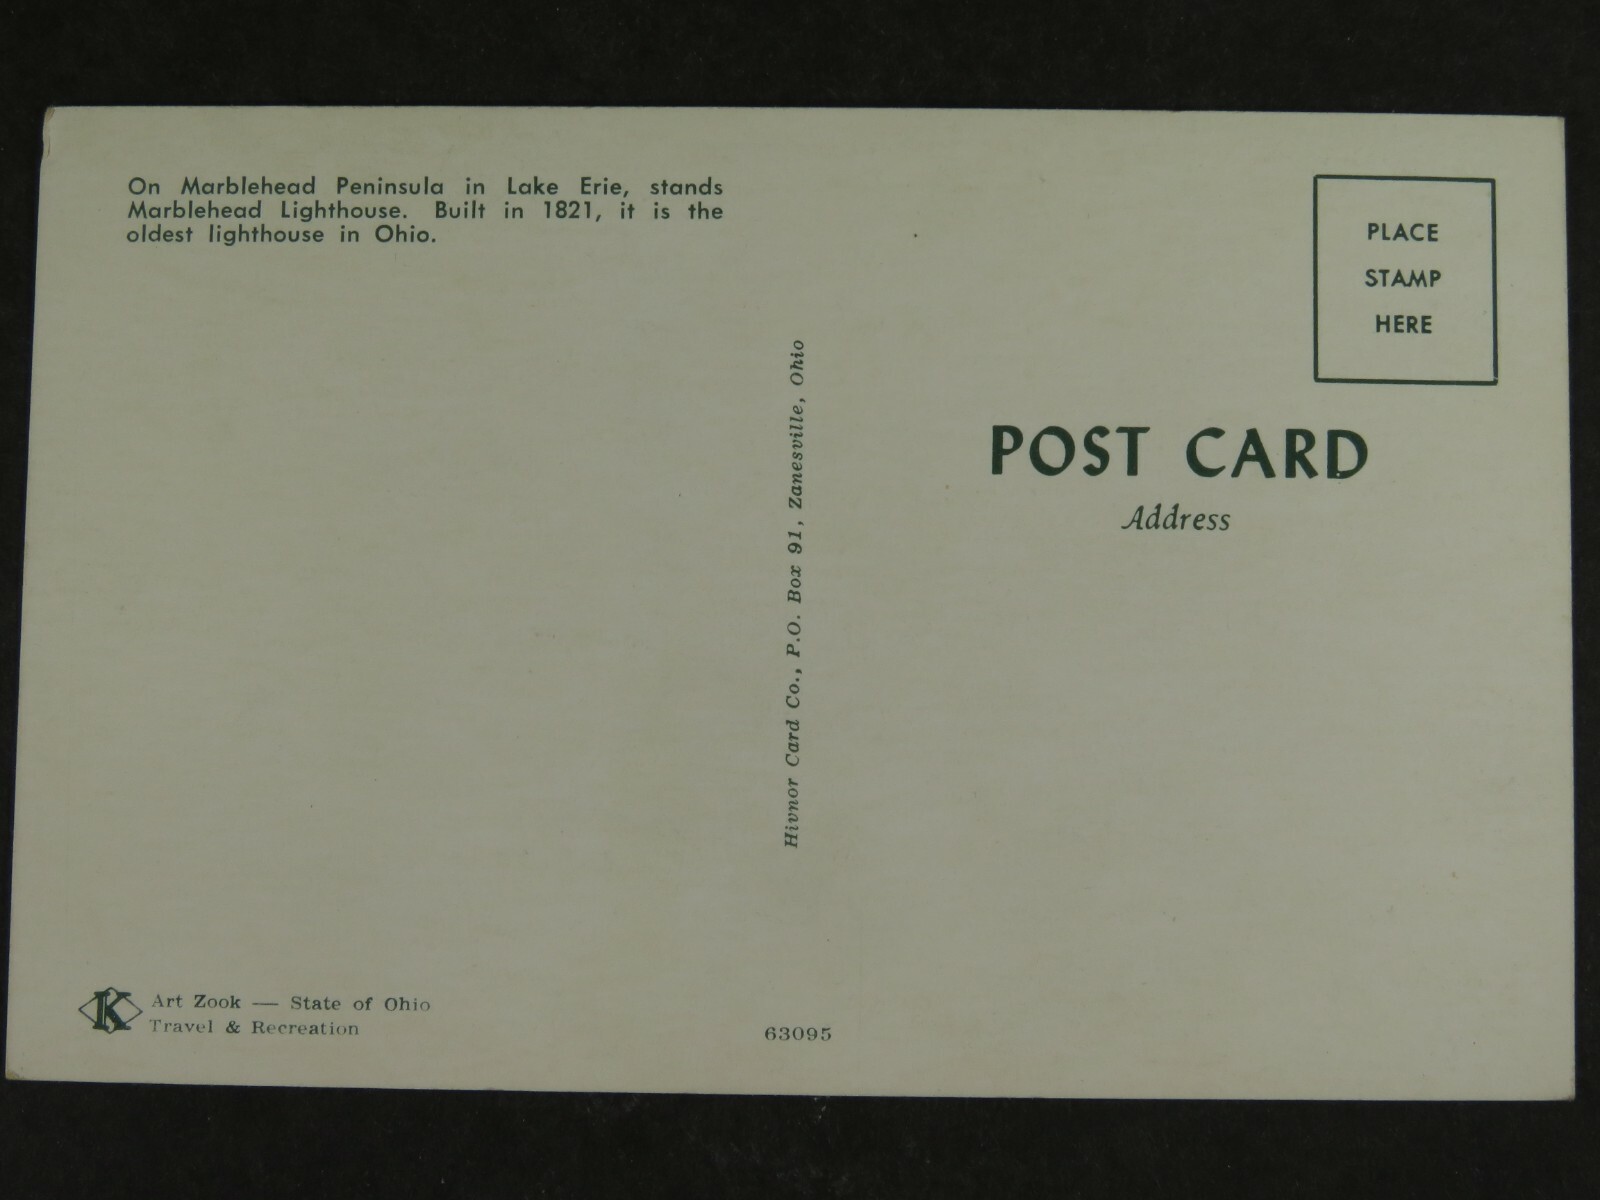 On Marblehead Peninsula in Lake Erie, stands
Marblehead Lighthouse. Built in 1821, it is the
oldest lighthouse in Ohio.
PLACE
STAMP
HERE
POST CARD
Address
Hivnor Card Co., P.O. Box 91, Zanesville, Ohio
K
Art Zook — State of Ohio
Travel & Recreation
63095